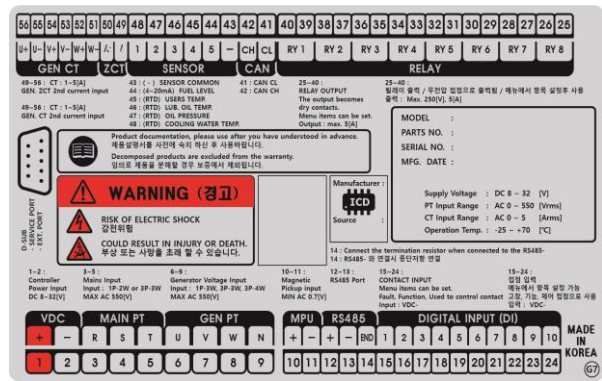 56 55 54 53 52 51 50 49 48 47 46 45 44 43 42 41 40 39 38 37 36 35 34 33 32 31 30 29 28 27 26 25
U+ U- V+ V- W+ W- k l 1 2 3 4 5 - CH CL RY 1 RY 2 RY 3 RY 4 RY 5 RY 6 RY 7 RY 8
GEN CT ZCT SENSOR CAN RELAY
49~56 : CT : 1~5[A]
GEN. ZCT 2nd current input
49~56 : CT : 1~5[A]
GEN. CT 2nd current input
43 : ( - ) SENSOR COMMON
44 : (4~20mA) FUEL LEVEL
45 : (RTD) USERS TEMP.
46 : (RTD) LUB. OIL TEMP.
47 : (RTD) OIL PRESSURE
48 : (RTD) COOLING WATER TEMP.
41 : CAN CL
42 : CAN CH
25~40:
RELAY OUTPUT
The output becomes
dry contacts.
Menu items can be set.
Output : max. 5[A]
25~40:
릴레이 출력 / 무전압 접점으로 출력됨 / 메뉴에서 항목 설정후 사용
출력 : Max. 250[V], 5[A]
Product documentation, please use after you have understood in advance.
제품설명서를 사전에 숙지 하신 후 사용바랍니다.
Decomposed products are excluded from the warranty.
임의로 제품을 분해할 경우 보증에서 제외됩니다.
MODEL :
PARTS NO. :
SERIAL NO. :
MFG. DATE :
Supply Voltage : DC 8 ~ 32 [V]
PT Input Range : AC 0 ~ 550 [Vrms]
CT Input Range : AC 0 ~ 5 [Arms]
Operation Temp. : -25 ~ +70 [℃]
D-SUB
- SERVICE PORT
- EXT. PORT
WARNING (경고)
RISK OF ELECTRIC SHOCK
감전위험
COULD RESULT IN INJURY OR DEATH.
부상 또는 사망을 초래 할 수 있습니다.
Manufacturer :
ICD
Source :
14 : Connect the termination resistor when connected to the RS485-
14 : RS485- 와 연결시 종단저항 연결
1~2 :
Controller
Power Input
DC 8~32[V]
3~5 :
Mains Input
Input : 1P-2W or 3P-3W
MAX AC 550[V]
6~9 :
Generator Voltage Input
Input : 1P-3W, 3P-3W, 3P-4W
MAX AC 550[V]
10~11 :
Magnetic
Pickup input
MIN AC 0.7[V]
12~13 :
RS485 Port
15~24 :
CONTACT INPUT
Menu items can be set.
Fault. Function. Used to control contact
Input : VDC-
15~24 :
접점 입력
메뉴에서 항목 설정 가능
고장, 기능, 제어 접점으로 사용
입력 : VDC-
VDC MAIN PT GEN PT MPU RS485 DIGITAL INPUT (DI)
+ - R S T U V W N + - + - END 1 2 3 4 5 6 7 8 9 10
1 2 3 4 5 6 7 8 9 10 11 12 13 14 15 16 17 18 19 20 21 22 23 24
MADE
IN
KOREA
G7